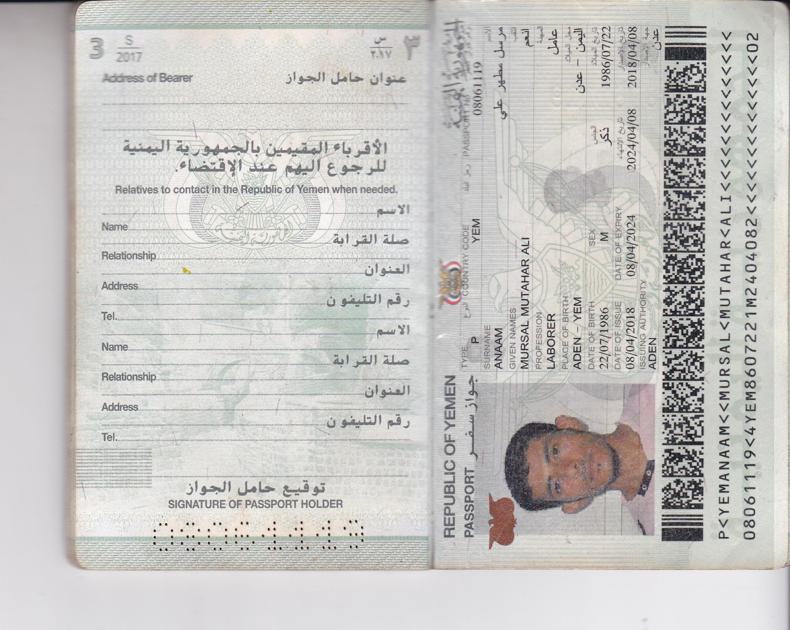 3
S
2017
Address of Bearer
عنوان حامل الجواز
س
٣
الأقرباء المقيمين بالجمهورية اليمنية
للرجوع اليهم عند الإقتضاء.
Relatives to contact in the Republic of Yemen when needed.
Name الاسم
Relationship صلة القرابة
Address العنوان
Tel. رقم التليفون
Name الاسم
Relationship صلة القرابة
Address العنوان
Tel. رقم التليفون
توقيع حامل الجواز
SIGNATURE OF PASSPORT HOLDER
REPUBLIC OF YEMEN الجمهورية اليمنية
PASSPORT جواز سفر TYPE النوع COUNTRY CODE رمز الدولة PASSPORT No
P YEM 08061119
SURNAME
ANAAM مرسل مطهر علي
GIVEN NAMES اللقب
MURSAL MUTAHAR ALI انعم
PROFESSION المهنة
LABORER عامل
PLACE OF BIRTH محل الميلاد
ADEN – YEM اليمن – عدن
DATE OF BIRTH SEX الجنس تاريخ الميلاد
22/07/1986 M ذكر 1986/07/22
DATE OF ISSUE DATE OF EXPIRY تاريخ الإنتهاء تاريخ الإصدار
08/04/2018 08/04/2024 2024/04/08 2018/04/08
ISSUING AUTHORITY جهة الإصدار
ADEN عدن
P<YEMANAAM<<MURSAL<MUTAHAR<ALI<<<<<<<<<<<<<<
08061119<4YEM8607221M2404082<<<<<<<<<<<<<<02